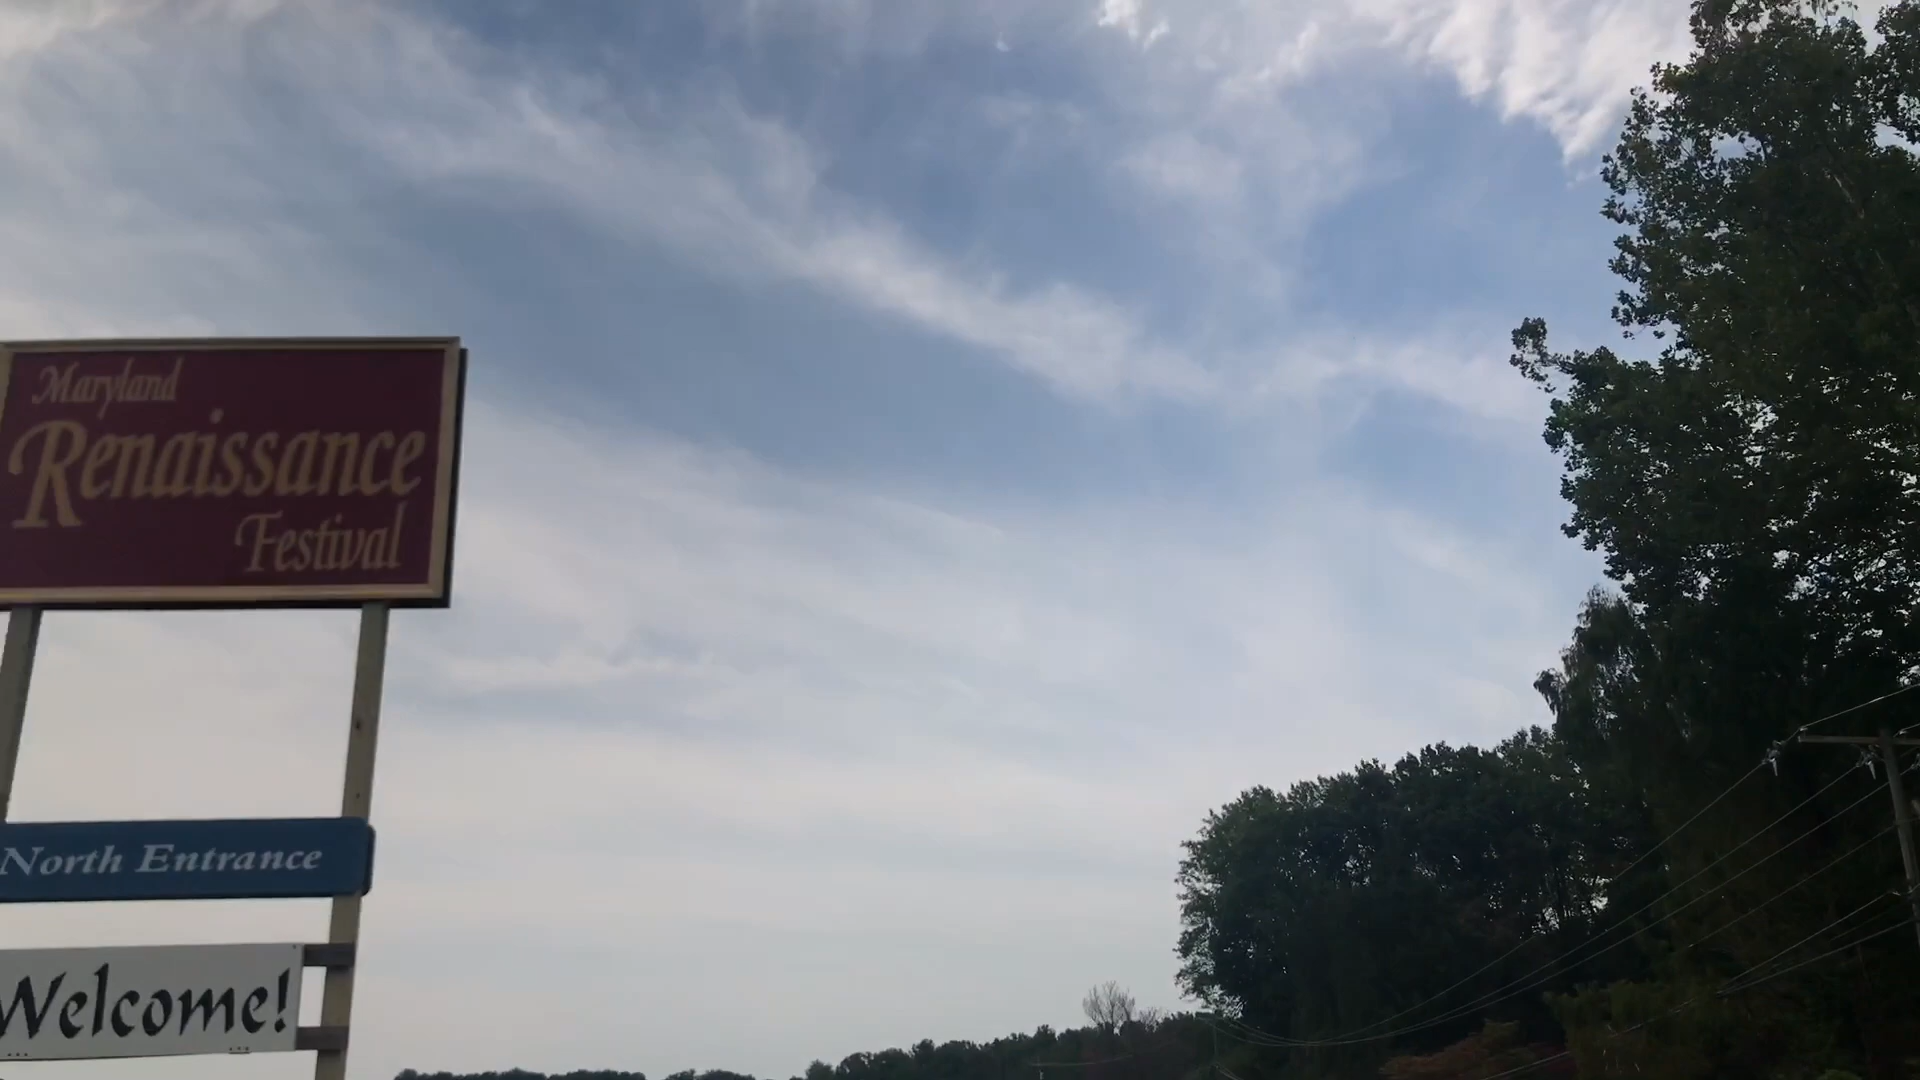 Maryland
Renaissance
Festival
North Entrance
Welcome!